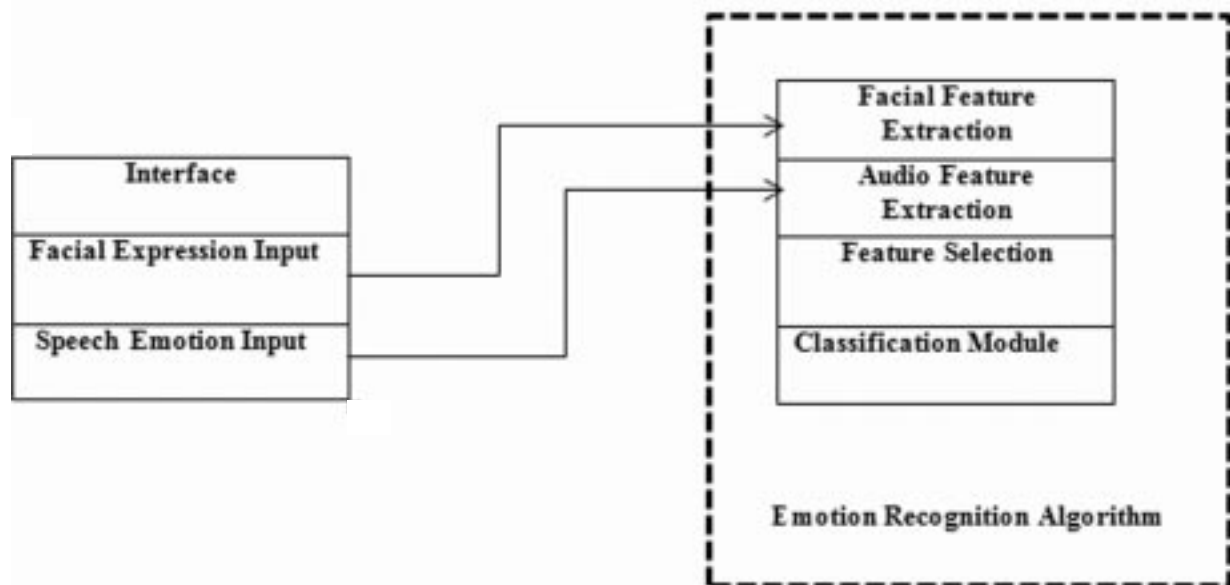 Interface
Facial Expression Input
Speech Emotion Input
Facial Feature
Extraction
Audio Feature
Extraction
Feature Selection
Classification Module
Emotion Recognition Algorithm